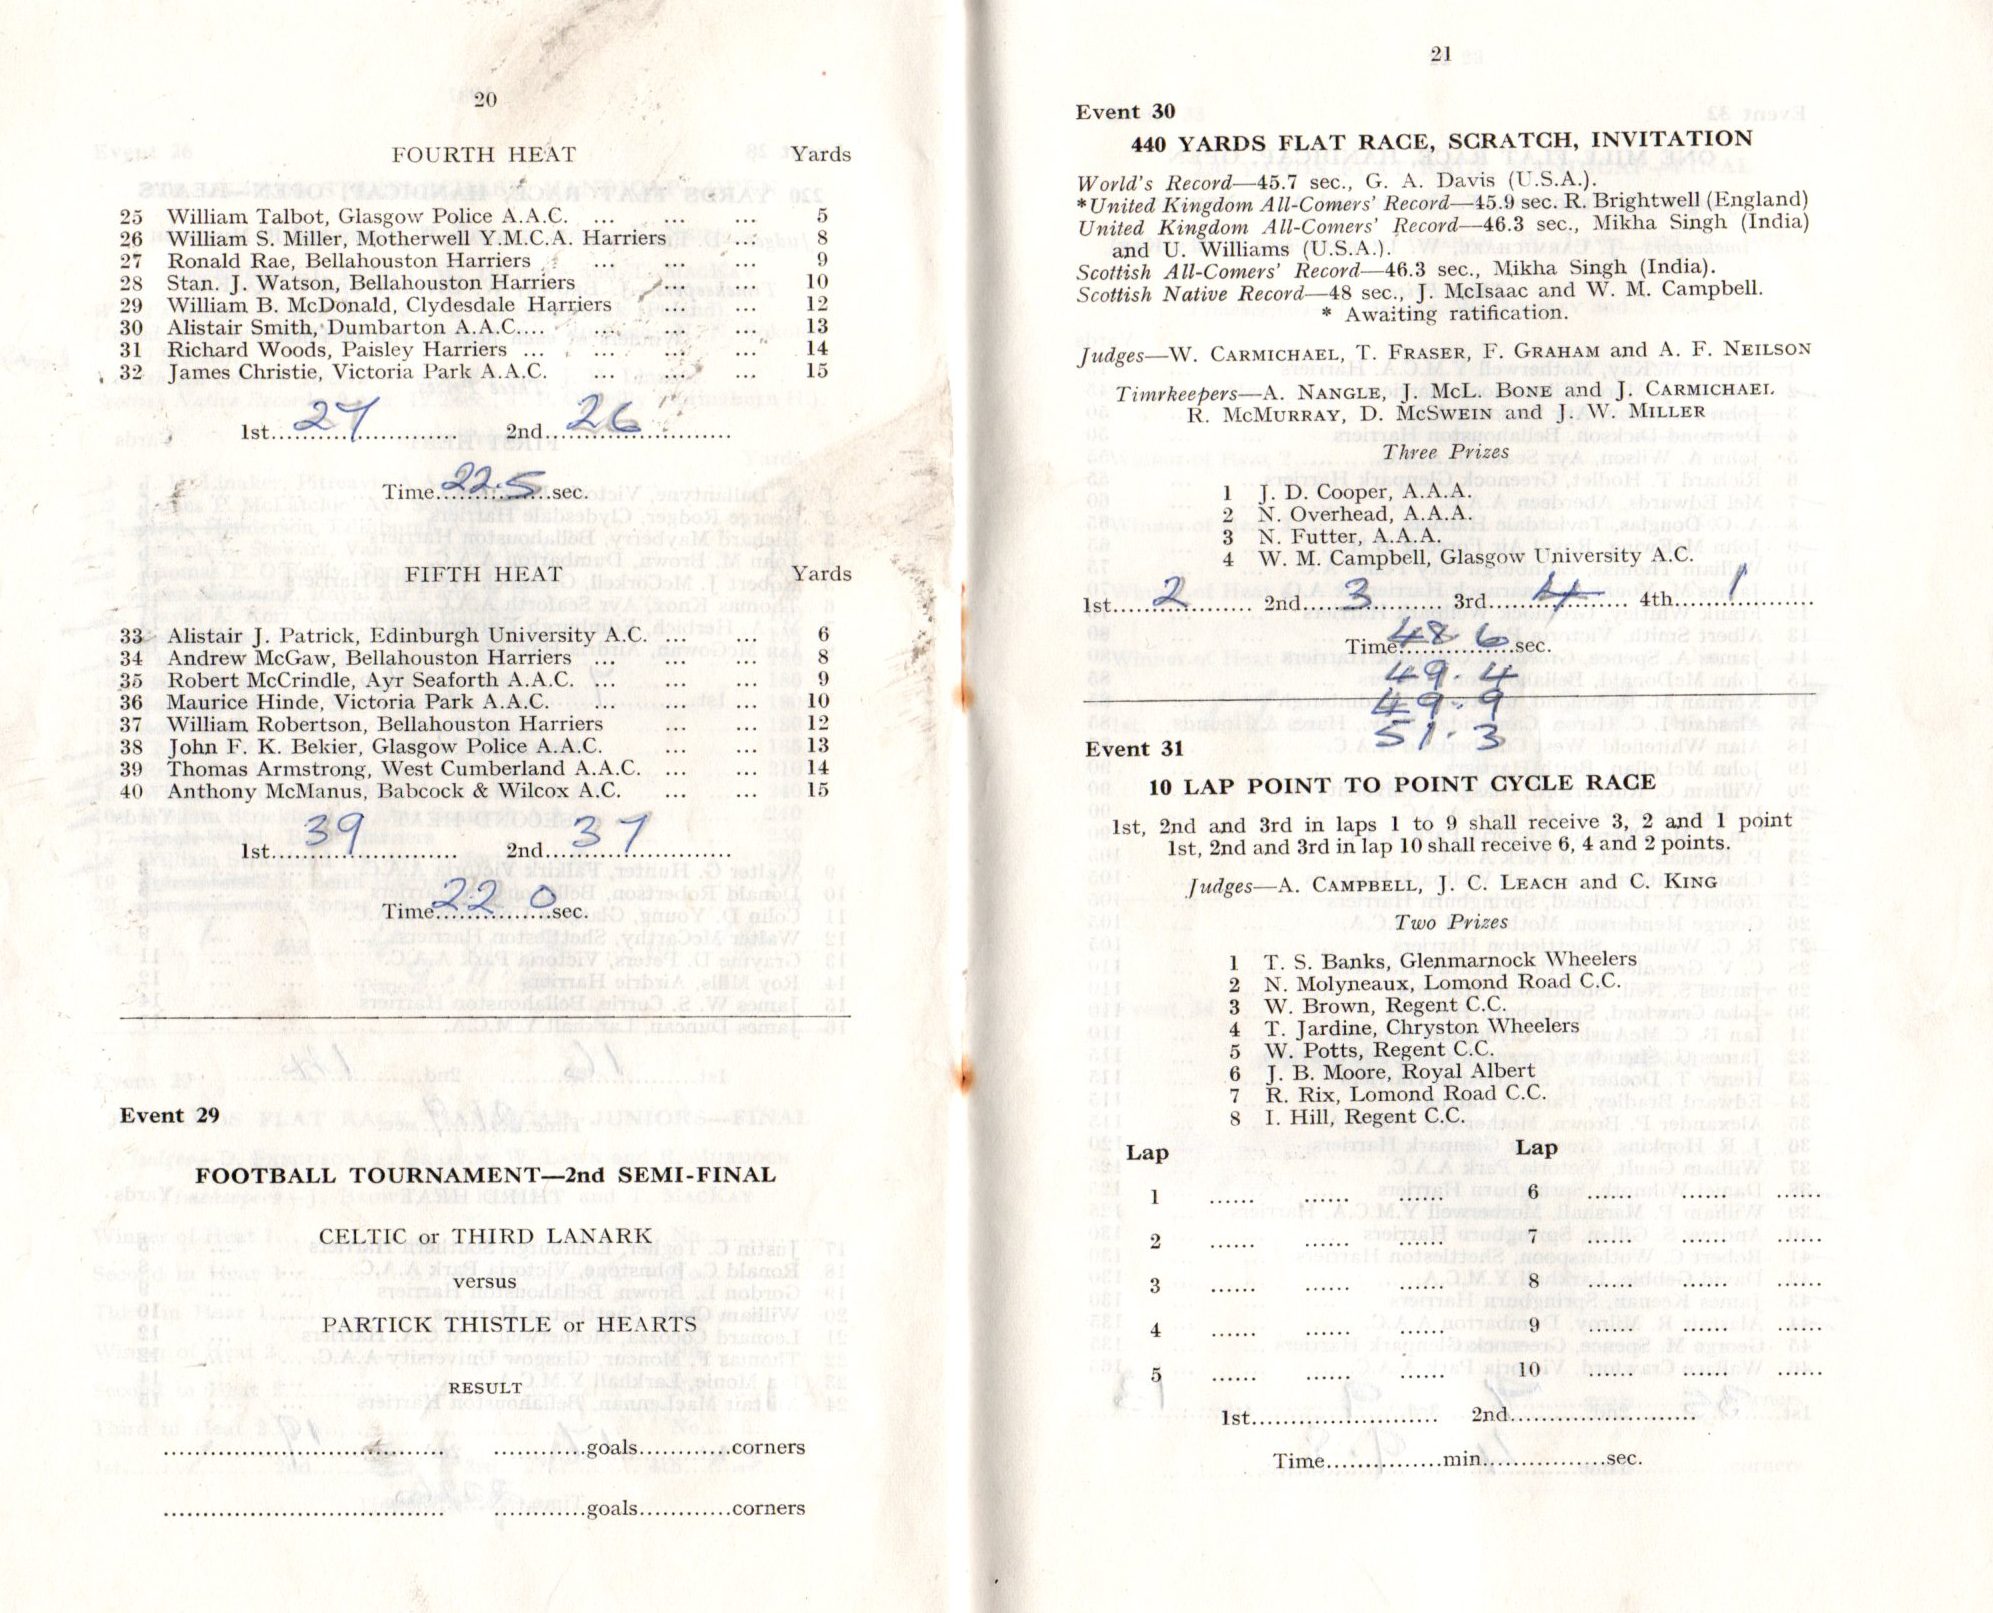 20
FOURTH HEAT Yards
25 William Talbot, Glasgow Police A.A.C. ... ... ... 5
26 William S. Miller, Motherwell Y.M.C.A. Harriers ... 8
27 Ronald Rae, Bellahouston Harriers ... ... ... 9
28 Stan. J. Watson, Bellahouston Harriers ... ... 10
29 William B. McDonald, Clydesdale Harriers ... ... 12
30 Alistair Smith, Dumbarton A.A.C.... ... ... ... 13
31 Richard Woods, Paisley Harriers ... ... ... ... 14
32 James Christie, Victoria Park A.A.C. ... ... ... 15
1st..... 27 ..... 2nd..... 26 .....
Time..... 22.5 .....sec.
FIFTH HEAT Yards
33 Alistair J. Patrick, Edinburgh University A.C. ... ... 6
34 Andrew McGaw, Bellahouston Harriers ... ... ... 8
35 Robert McCrindle, Ayr Seaforth A.A.C. ... ... ... 9
36 Maurice Hinde, Victoria Park A.A.C. ... ... ... 10
37 William Robertson, Bellahouston Harriers ... ... 12
38 John F. K. Bekier, Glasgow Police A.A.C. ... ... 13
39 Thomas Armstrong, West Cumberland A.A.C. ... ... 14
40 Anthony McManus, Babcock & Wilcox A.C. ... ... 15
1st..... 39 ..... 2nd..... 37 .....
Time..... 22 0 .....sec.
Event 29
FOOTBALL TOURNAMENT—2nd SEMI-FINAL
CELTIC or THIRD LANARK
versus
PARTICK THISTLE or HEARTS
RESULT
........................ ............goals............corners
........................ ............goals............corners
21
Event 30
440 YARDS FLAT RACE, SCRATCH, INVITATION
World's Record—45.7 sec., G. A. Davis (U.S.A.).
*United Kingdom All-Comers' Record—45.9 sec. R. Brightwell (England)
United Kingdom All-Comers' Record—46.3 sec., Mikha Singh (India)
and U. Williams (U.S.A.).
Scottish All-Comers' Record—46.3 sec., Mikha Singh (India).
Scottish Native Record—48 sec., J. McIsaac and W. M. Campbell.
* Awaiting ratification.
Judges—W. CARMICHAEL, T. FRASER, F. GRAHAM and A. F. NEILSON
Timrkeepers—A. NANGLE, J. MCL. BONE and J. CARMICHAEL
R. MCMURRAY, D. MCSWEIN and J. W. MILLER
Three Prizes
1 J. D. Cooper, A.A.A.
2 N. Overhead, A.A.A.
3 N. Futter, A.A.A.
4 W. M. Campbell, Glasgow University A.C.
1st..... 2 ..... 2nd..... 3 ..... 3rd..... 4 ..... 4th..... 1 .....
Time..... 48 6 .....sec.
49.4
49.9
51.3
Event 31
10 LAP POINT TO POINT CYCLE RACE
1st, 2nd and 3rd in laps 1 to 9 shall receive 3, 2 and 1 point
1st, 2nd and 3rd in lap 10 shall receive 6, 4 and 2 points.
Judges—A. CAMPBELL, J. C. LEACH and C. KING
Two Prizes
1 T. S. Banks, Glenmarnock Wheelers
2 N. Molyneaux, Lomond Road C.C.
3 W. Brown, Regent C.C.
4 T. Jardine, Chryston Wheelers
5 W. Potts, Regent C.C.
6 J. B. Moore, Royal Albert
7 R. Rix, Lomond Road C.C.
8 I. Hill, Regent C.C.
Lap Lap
1 ...... ...... ...... 6 ...... ...... ......
2 ...... ...... ...... 7 ...... ...... ......
3 ...... ...... ...... 8 ...... ...... ......
4 ...... ...... ...... 9 ...... ...... ......
5 ...... ...... ...... 10 ...... ...... ......
1st........................ 2nd........................
Time...............min................sec.